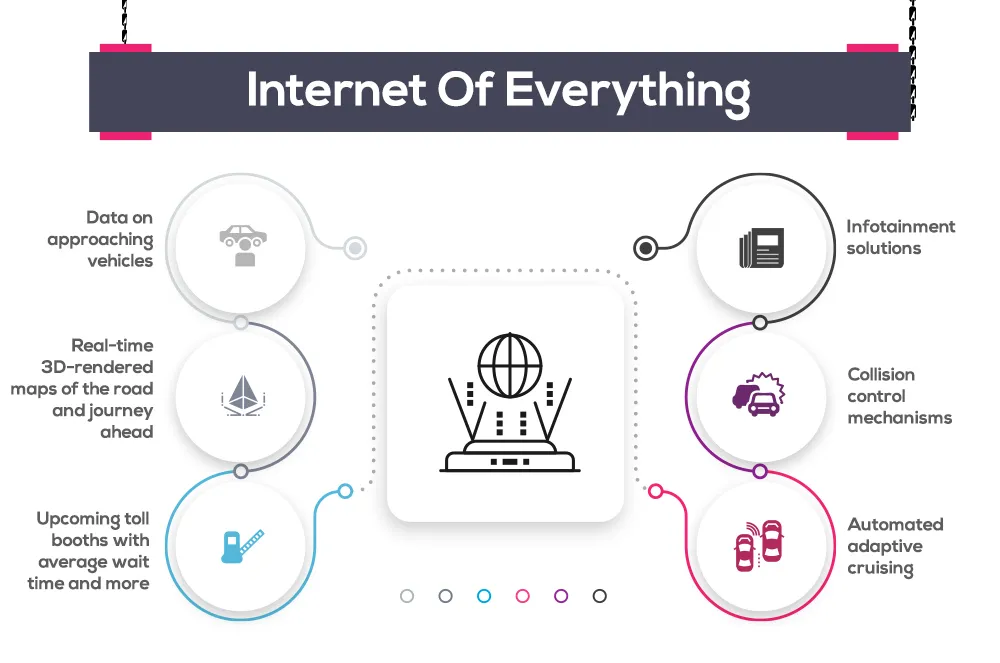 Internet Of Everything
Data on
approaching
vehicles
Real-time
3D-rendered
maps of the road
and journey
ahead
Upcoming toll
booths with
average wait
time and more
Infotainment
solutions
Collision
control
mechanisms
Automated
adaptive
cruising